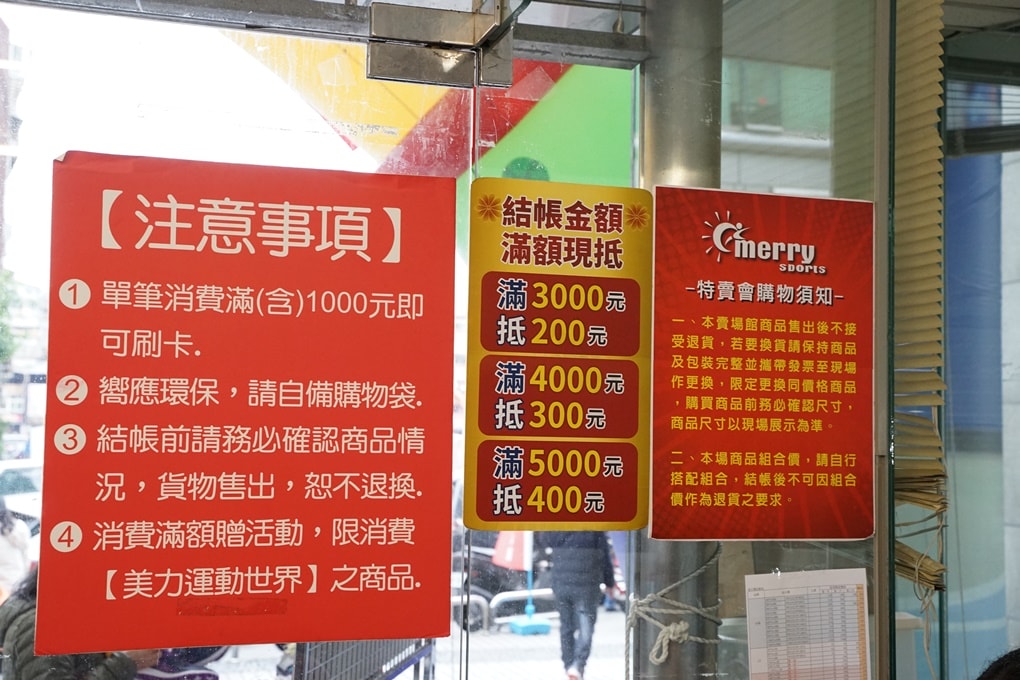 【注意事項】
① 單筆消費滿(含)1000元即
可刷卡.
② 嚮應環保，請自備購物袋.
③ 結帳前請務必確認商品情
況，貨物售出，恕不退換.
④ 消費滿額贈活動，限消費
【美力運動世界】之商品.
結帳金額
滿額現抵
滿3000元
抵200元
滿4000元
抵300元
滿5000元
抵400元
merry
sports
-特賣會購物須知-
一、本賣場館商品售出後不接
受退貨，若要換貨請保持商品
及包裝完整並攜帶發票至現場
作更換，限定更換同價格商品
，購買商品前務必確認尺寸，
商品尺寸以現場展示為準。
二、本場商品組合價，請自行
搭配組合，結帳後不可因組合
價作為退貨之要求。